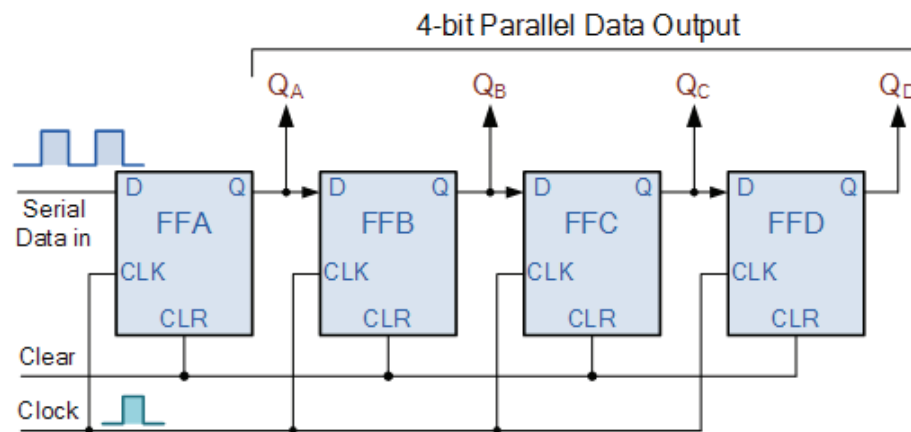 4-bit Parallel Data Output
QA QB QC QD
D Q D Q D Q D Q
Serial
Data in
FFA FFB FFC FFD
CLK CLK CLK CLK
CLR CLR CLR CLR
Clear
Clock